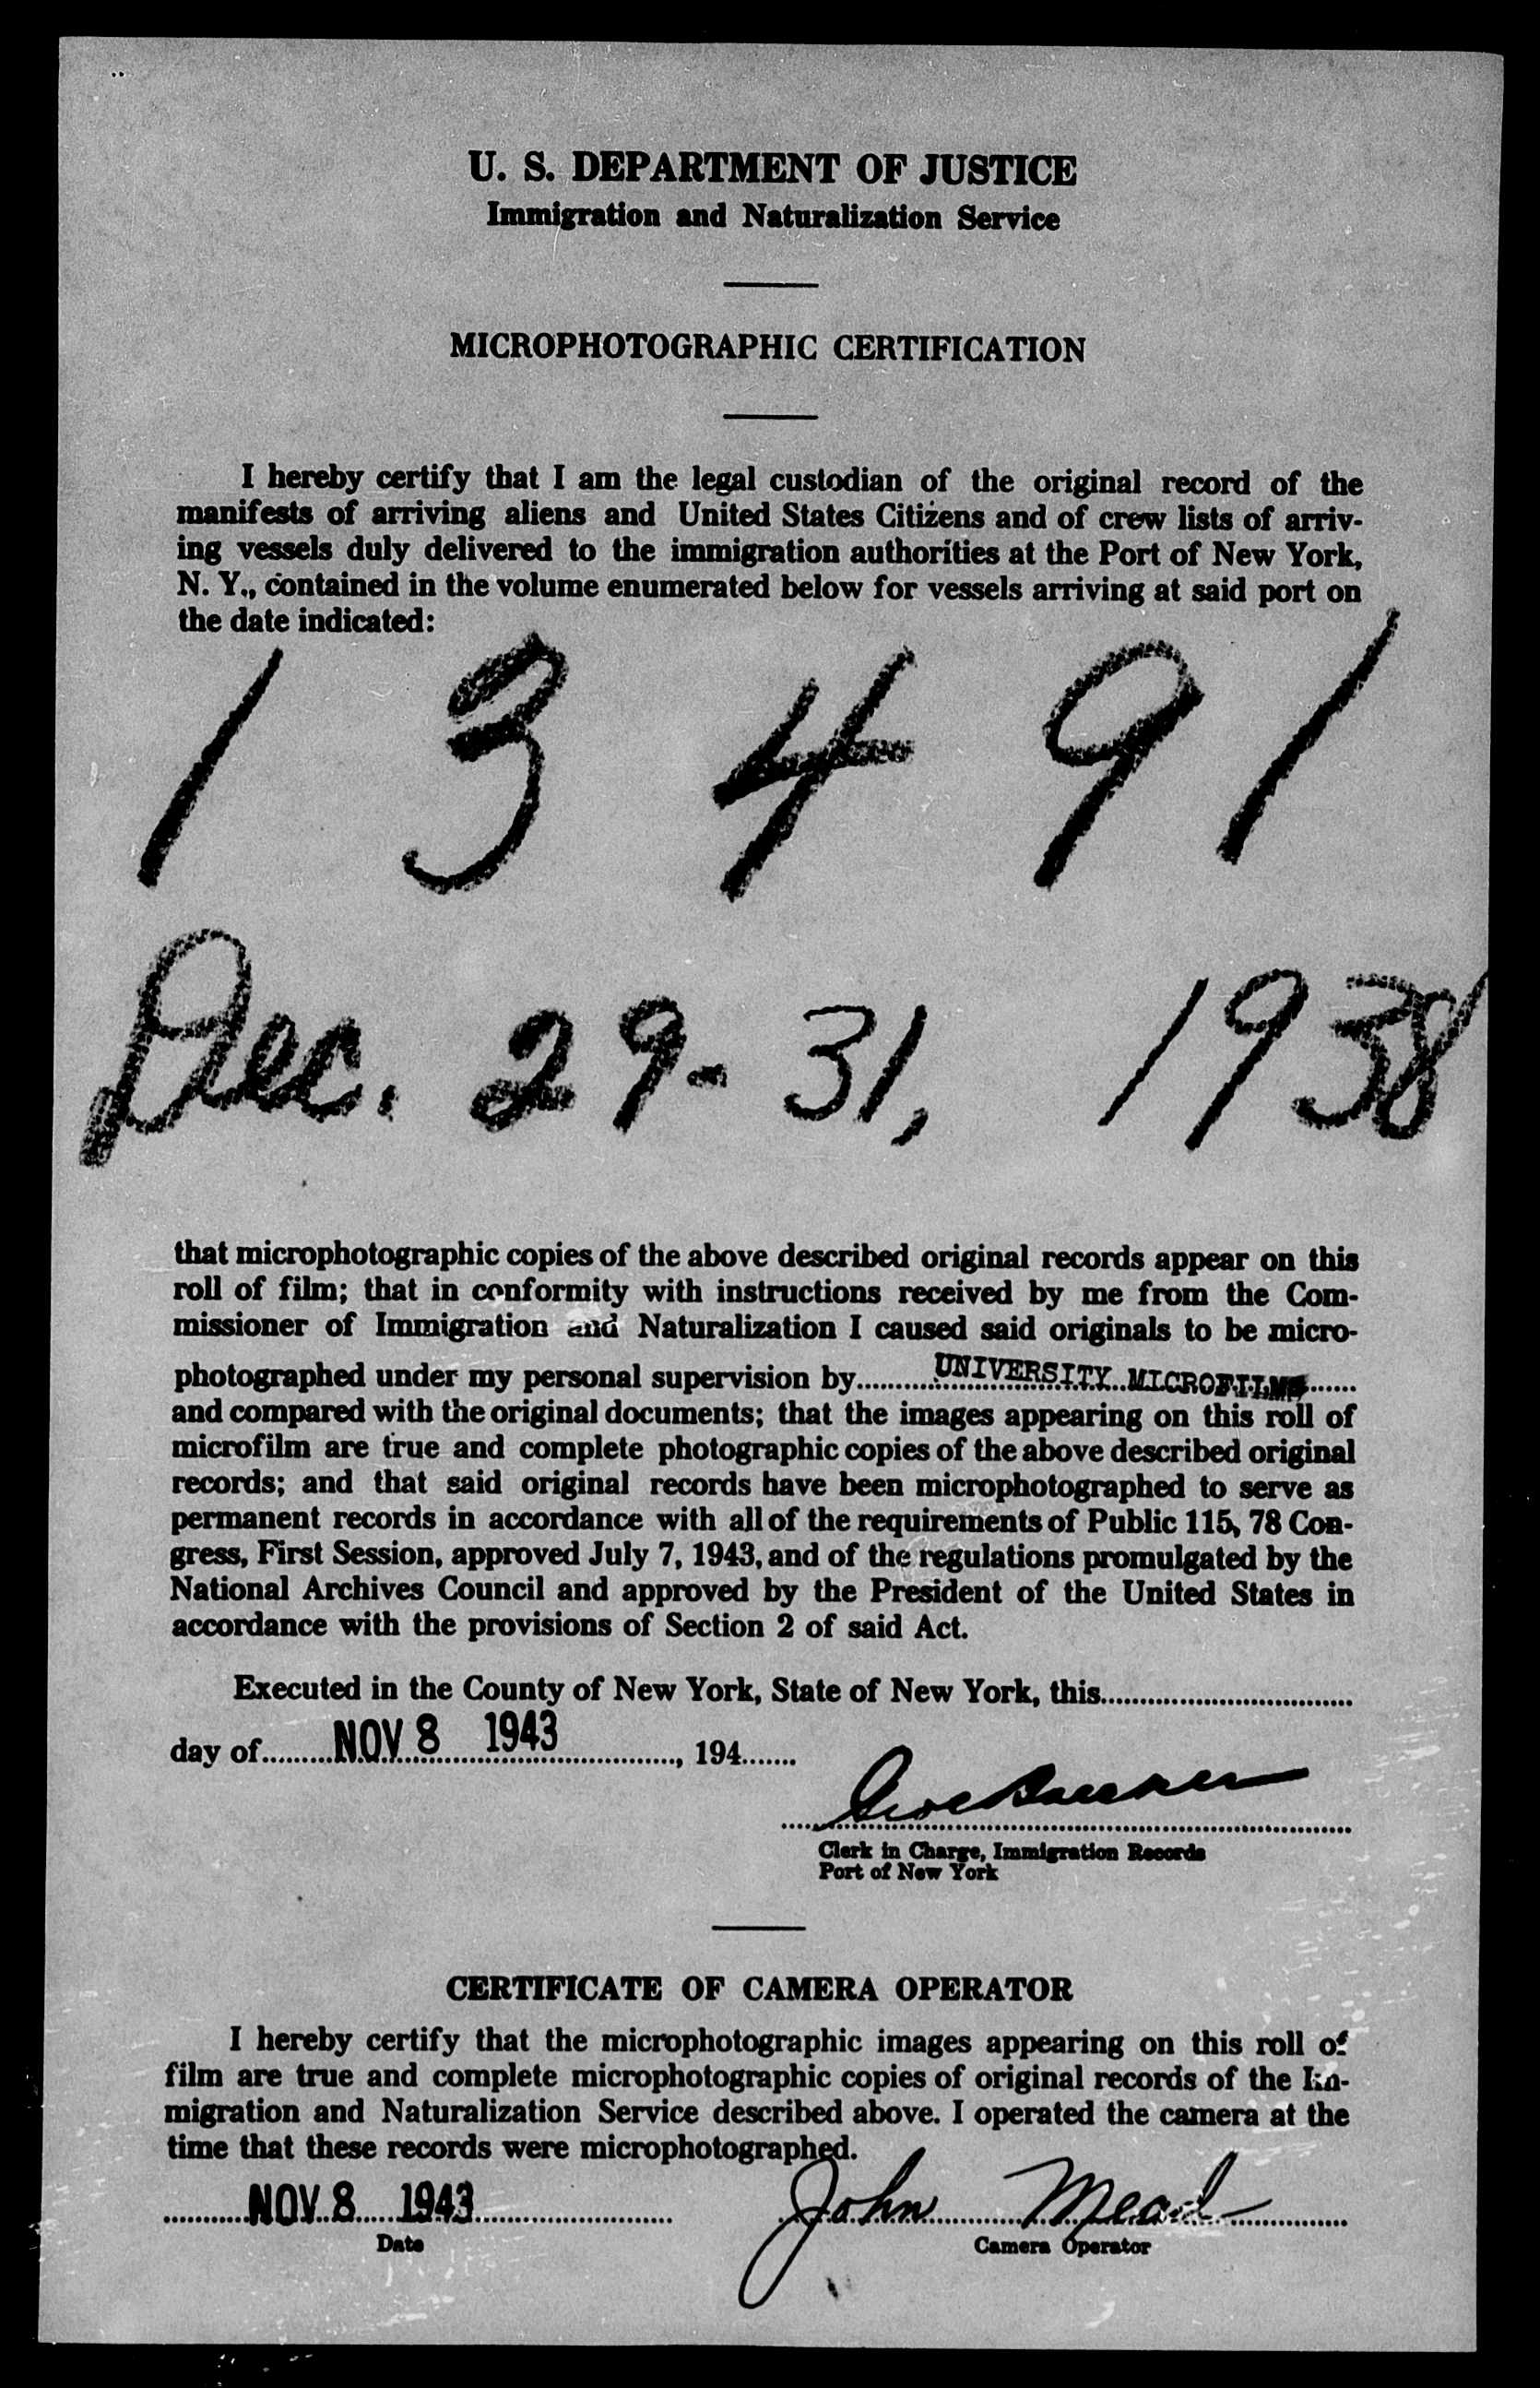 U. S. DEPARTMENT OF JUSTICE
Immigration and Naturalization Service
MICROPHOTOGRAPHIC CERTIFICATION
I hereby certify that I am the legal custodian of the original record of the
manifests of arriving aliens and United States Citizens and of crew lists of arriv-
ing vessels duly delivered to the immigration authorities at the Port of New York,
N. Y., contained in the volume enumerated below for vessels arriving at said port on
the date indicated:
1 3 4 9 1
Dec. 29-31, 1938
that microphotographic copies of the above described original records appear on this
roll of film; that in conformity with instructions received by me from the Com-
missioner of Immigration and Naturalization I caused said originals to be micro-
photographed under my personal supervision by..........UNIVERSITY MICROFILMS......
and compared with the original documents; that the images appearing on this roll of
microfilm are true and complete photographic copies of the above described original
records; and that said original records have been microphotographed to serve as
permanent records in accordance with all of the requirements of Public 115, 78 Con-
gress, First Session, approved July 7, 1943, and of the regulations promulgated by the
National Archives Council and approved by the President of the United States in
accordance with the provisions of Section 2 of said Act.
Executed in the County of New York, State of New York, this................................
day of.........NOV 8 1943..............., 194.......
Clerk in Charge, Immigration Records
Port of New York
CERTIFICATE OF CAMERA OPERATOR
I hereby certify that the microphotographic images appearing on this roll of
film are true and complete microphotographic copies of original records of the Im-
migration and Naturalization Service described above. I operated the camera at the
time that these records were microphotographed.
NOV 8 1943 John Mead
Date Camera Operator